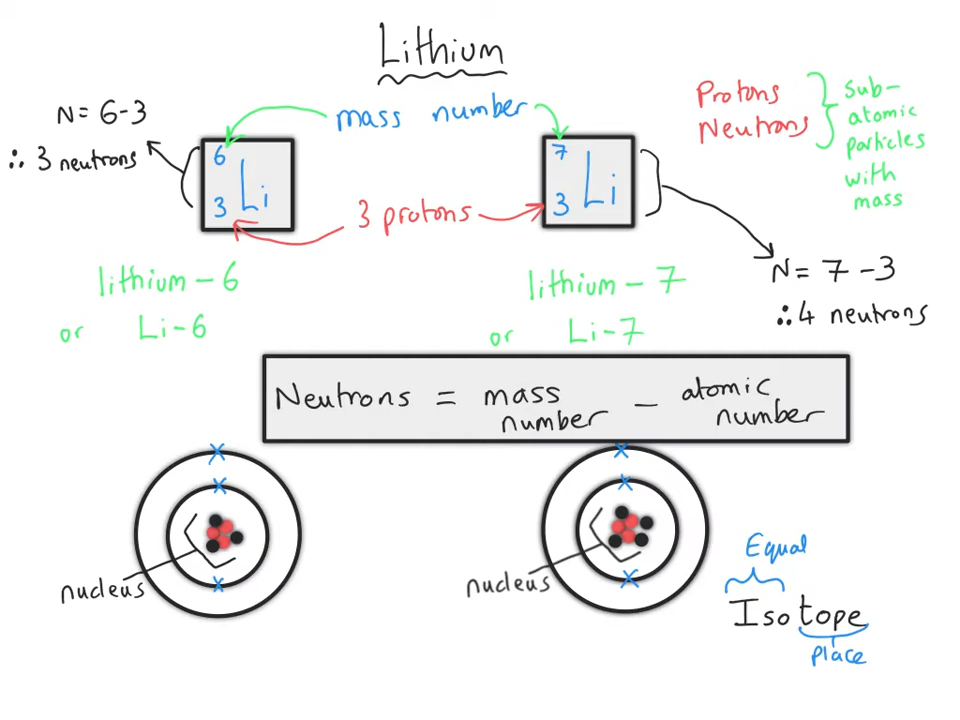 Lithium
mass number
Protons
Neutrons
sub-
atomic
particles
with
mass
N = 6-3
∴ 3 neutrons
6
3 Li
7
3 Li
3 protons
N = 7 - 3
∴ 4 neutrons
lithium - 6
or Li-6
lithium - 7
or Li-7
Neutrons = mass number - atomic number
nucleus
nucleus
Equal
Isotope
place